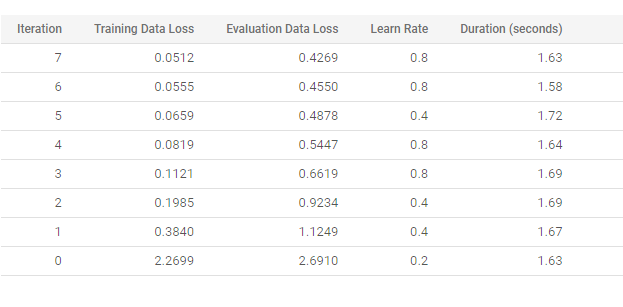 Iteration Training Data Loss Evaluation Data Loss Learn Rate Duration (seconds)
7 0.0512 0.4269 0.8 1.63
6 0.0555 0.4550 0.8 1.58
5 0.0659 0.4878 0.4 1.72
4 0.0819 0.5447 0.8 1.64
3 0.1121 0.6619 0.8 1.69
2 0.1985 0.9234 0.4 1.69
1 0.3840 1.1249 0.4 1.67
0 2.2699 2.6910 0.2 1.63